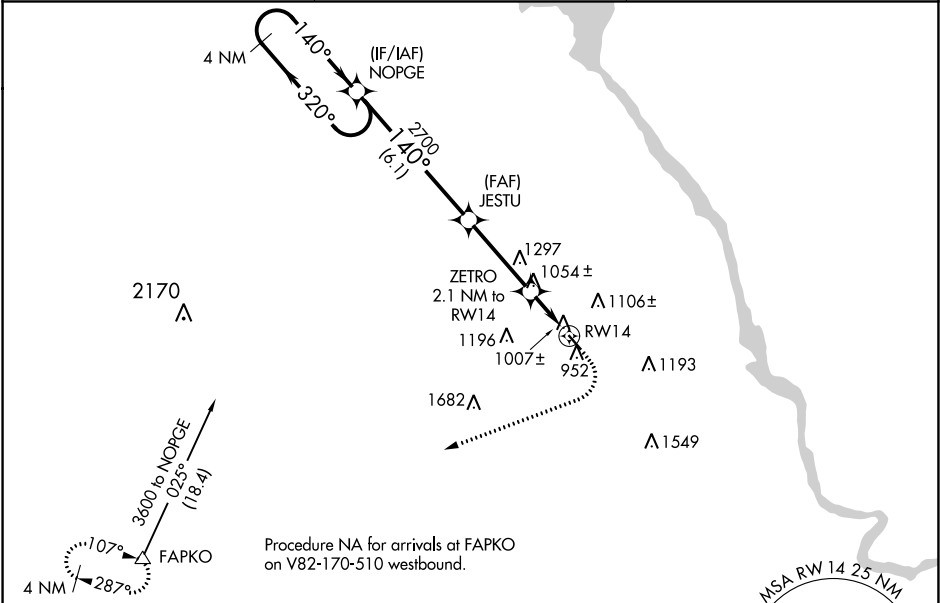 4 NM
140°
320°
(IF/IAF)
NOPGE
2700
140°
(6.1)
(FAF)
JESTU
1297
1054 ±
ZETRO
2.1 NM to
RW14
1106±
RW14
1196
1007±
952
1193
2170
1682
1549
3600 to NOPGE
025°
(18.4)
107°
FAPKO
287°
4 NM
Procedure NA for arrivals at FAPKO
on V82-170-510 westbound.
MSA RW 14 25 NM